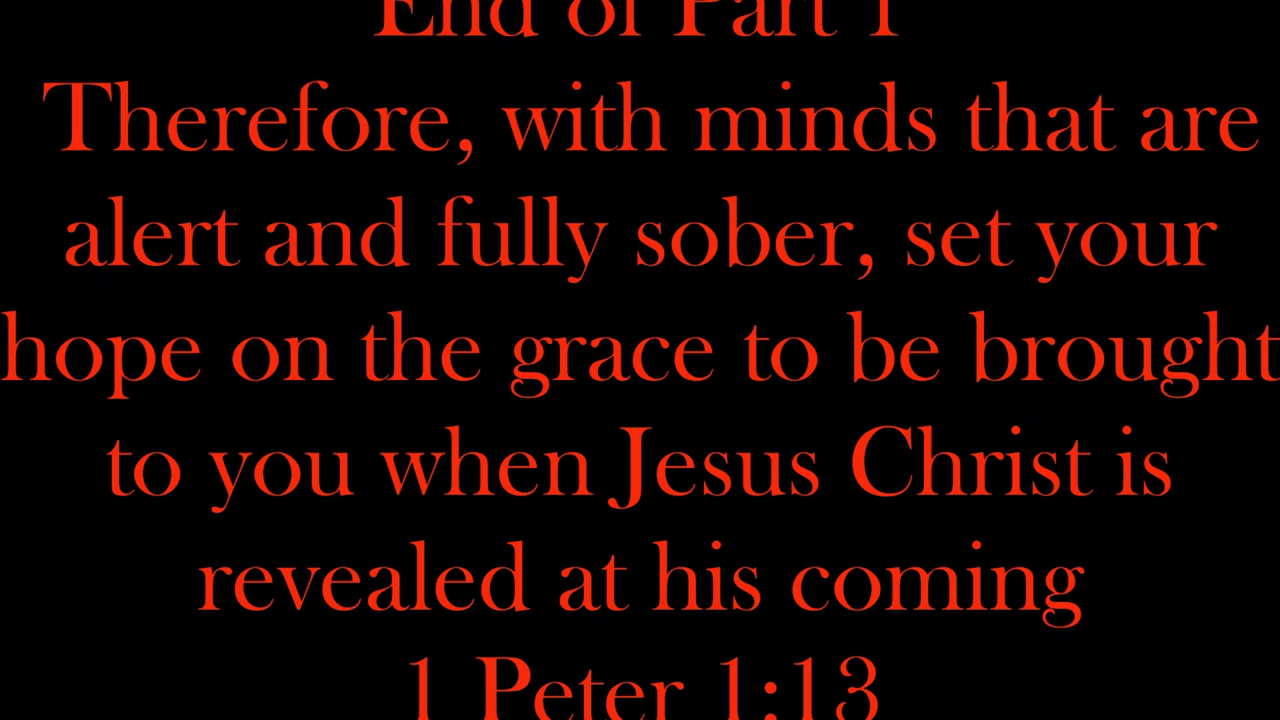 End of Part 1
Therefore, with minds that are
alert and fully sober, set your
hope on the grace to be brought
to you when Jesus Christ is
revealed at his coming
1 Peter 1:13